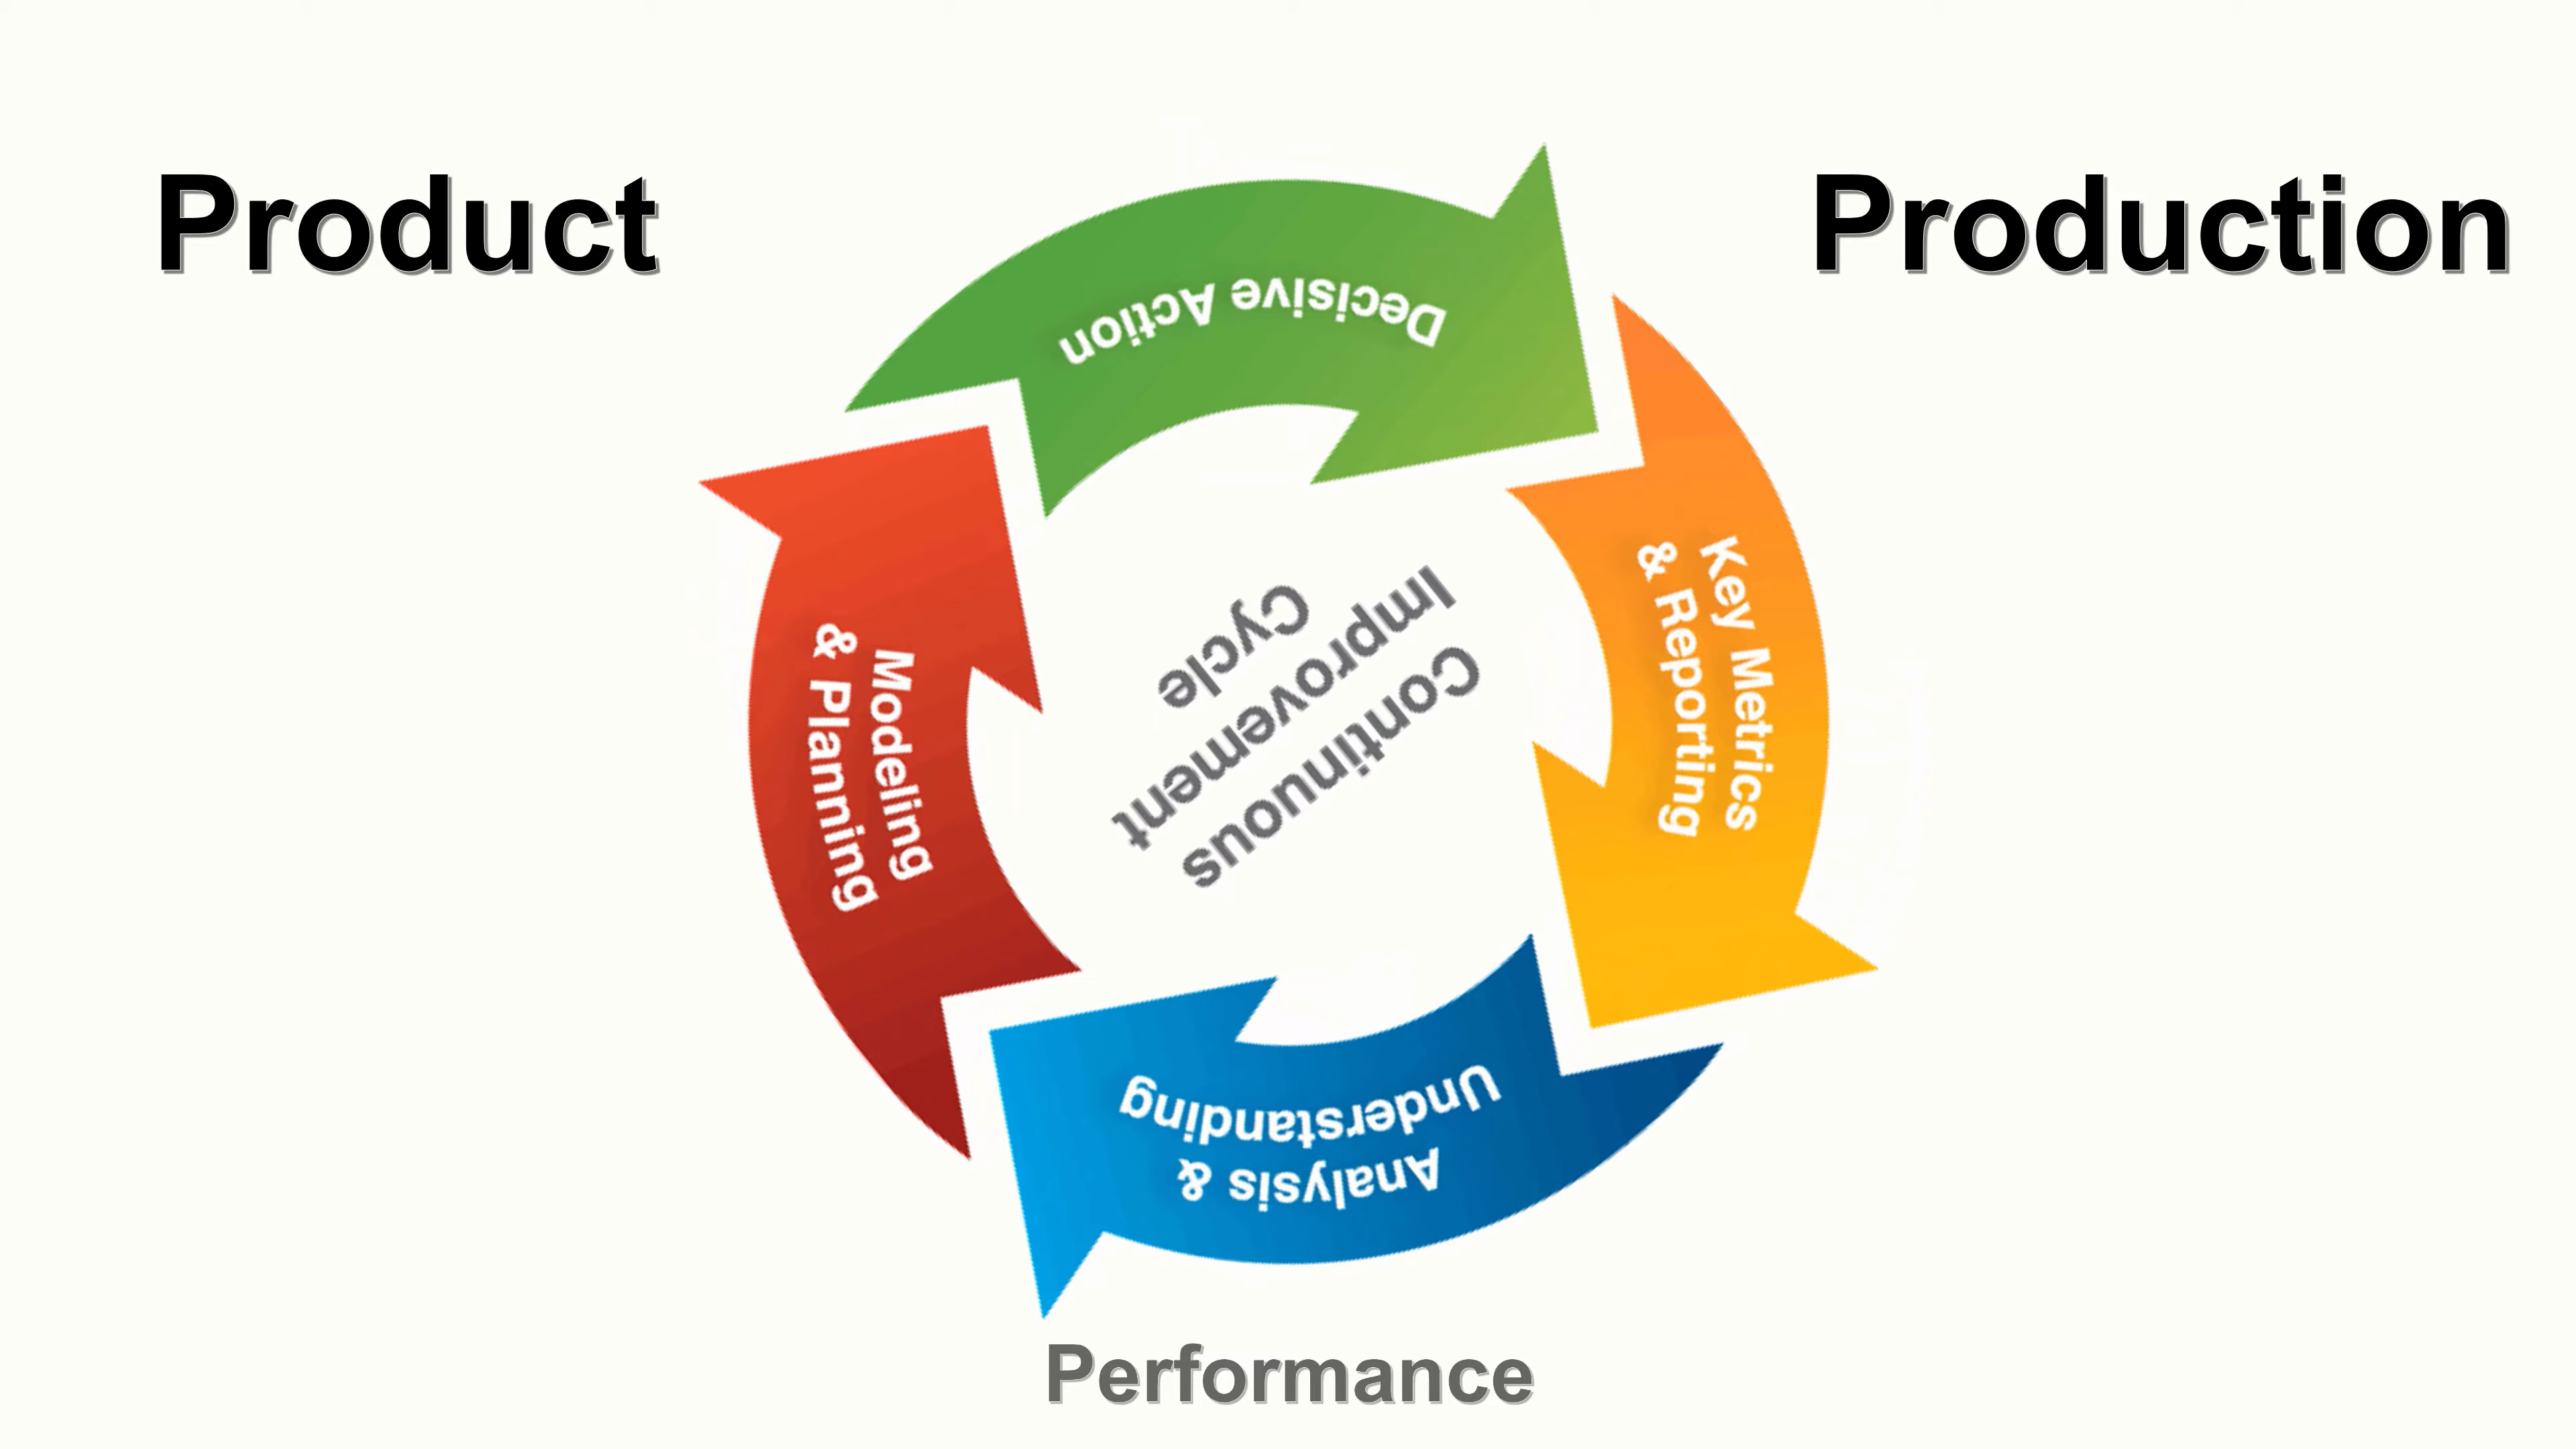 Product
Production
Decisive Action
Key Metrics
& Reporting
Analysis &
Understanding
Modeling
& Planning
Continuous
Improvement
Cycle
Performance